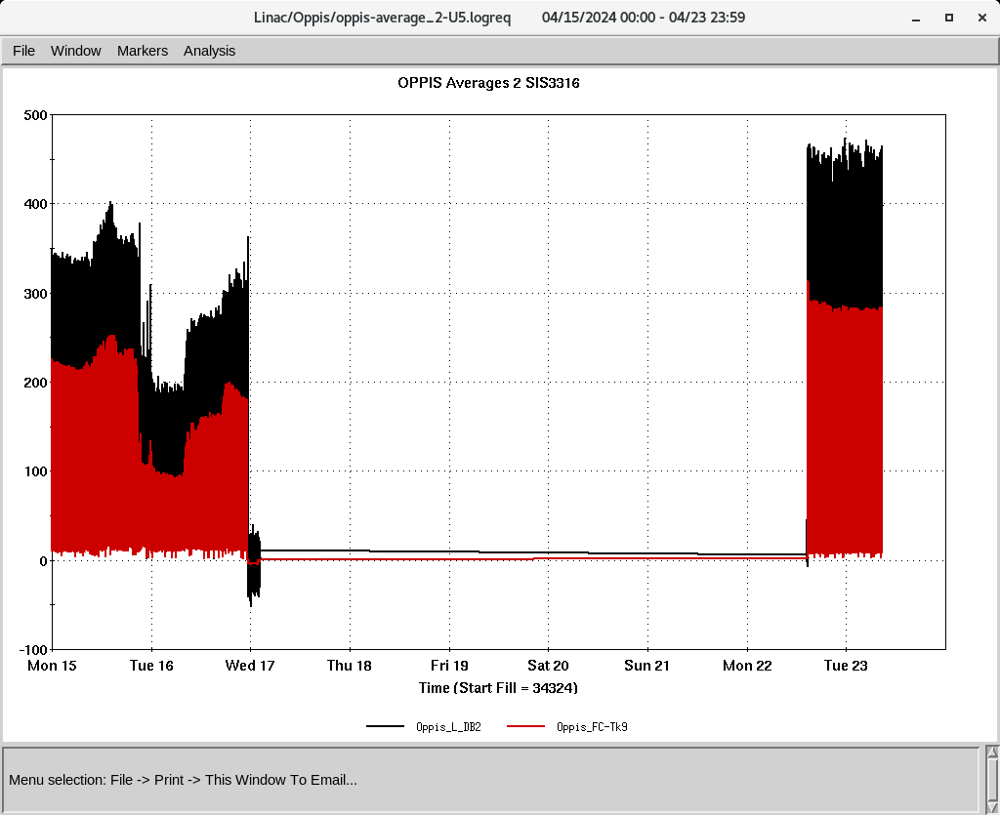 Linac/Oppis/oppis-average_2-U5.logreq 04/15/2024 00:00 - 04/23 23:59
File Window Markers Analysis
OPPIS Averages 2 SIS3316
500
400
300
200
100
0
-100
Mon 15 Tue 16 Wed 17 Thu 18 Fri 19 Sat 20 Sun 21 Mon 22 Tue 23
Time (Start Fill = 34324)
Oppis_L_DB2 Oppis_FC-Tk9
Menu selection: File -> Print -> This Window To Email...